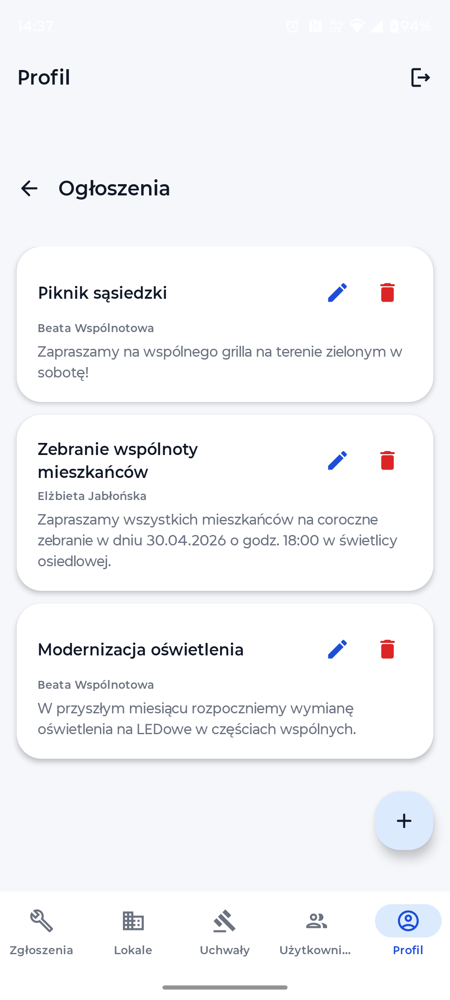 14:37
Vo LTE
94%
Profil
Ogłoszenia
Piknik sąsiedzki
Beata Wspólnotowa
Zapraszamy na wspólnego grilla na terenie zielonym w
sobotę!
Zebranie wspólnoty
mieszkańców
Elżbieta Jabłońska
Zapraszamy wszystkich mieszkańców na coroczne
zebranie w dniu 30.04.2026 o godz. 18:00 w świetlicy
osiedlowej.
Modernizacja oświetlenia
Beata Wspólnotowa
W przyszłym miesiącu rozpoczniemy wymianę
oświetlenia na LEDowe w częściach wspólnych.
Zgłoszenia
Lokale
Uchwały
Użytkowni...
Profil